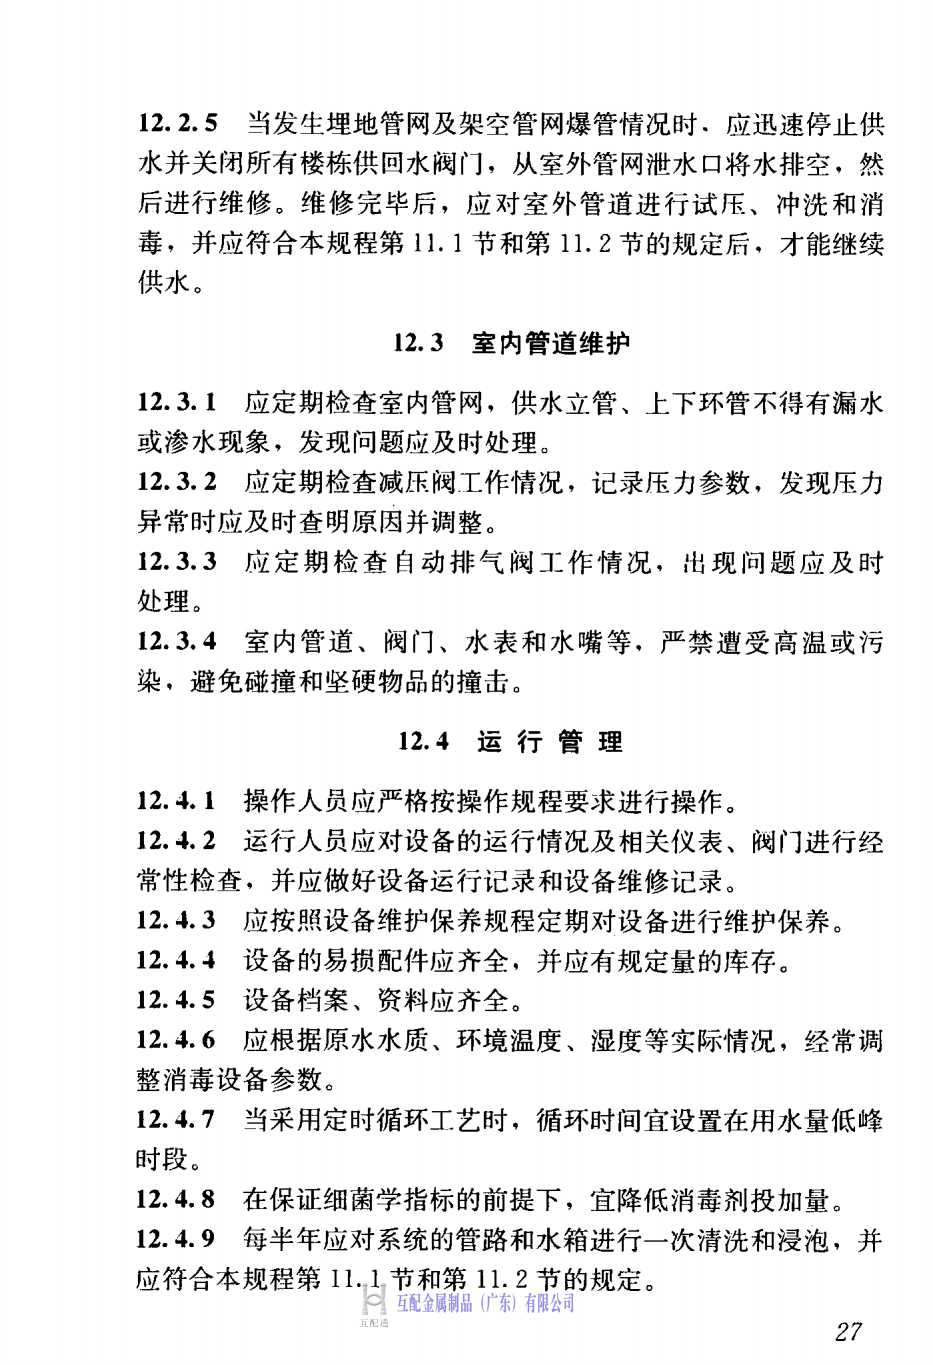 12.2.5 当发生埋地管网及架空管网爆管情况时，应迅速停止供
水并关闭所有楼栋供回水阀门，从室外管网泄水口将水排空，然
后进行维修。维修完毕后，应对室外管道进行试压、冲洗和消
毒，并应符合本规程第 11.1 节和第 11.2 节的规定后，才能继续
供水。
12.3 室内管道维护
12.3.1 应定期检查室内管网，供水立管、上下环管不得有漏水
或渗水现象，发现问题应及时处理。
12.3.2 应定期检查减压阀工作情况，记录压力参数，发现压力
异常时应及时查明原因并调整。
12.3.3 应定期检查自动排气阀工作情况，出现问题应及时
处理。
12.3.4 室内管道、阀门、水表和水嘴等，严禁遭受高温或污
染，避免碰撞和坚硬物品的撞击。
12.4 运行管理
12.4.1 操作人员应严格按操作规程要求进行操作。
12.4.2 运行人员应对设备的运行情况及相关仪表、阀门进行经
常性检查，并应做好设备运行记录和设备维修记录。
12.4.3 应按照设备维护保养规程定期对设备进行维护保养。
12.4.4 设备的易损配件应齐全，并应有规定量的库存。
12.4.5 设备档案、资料应齐全。
12.4.6 应根据原水水质、环境温度、湿度等实际情况，经常调
整消毒设备参数。
12.4.7 当采用定时循环工艺时，循环时间宜设置在用水量低峰
时段。
12.4.8 在保证细菌学指标的前提下，宜降低消毒剂投加量。
12.4.9 每半年应对系统的管路和水箱进行一次清洗和浸泡，并
应符合本规程第 11.1 节和第 11.2 节的规定。
互配金属制品（广东）有限公司
互配通
27